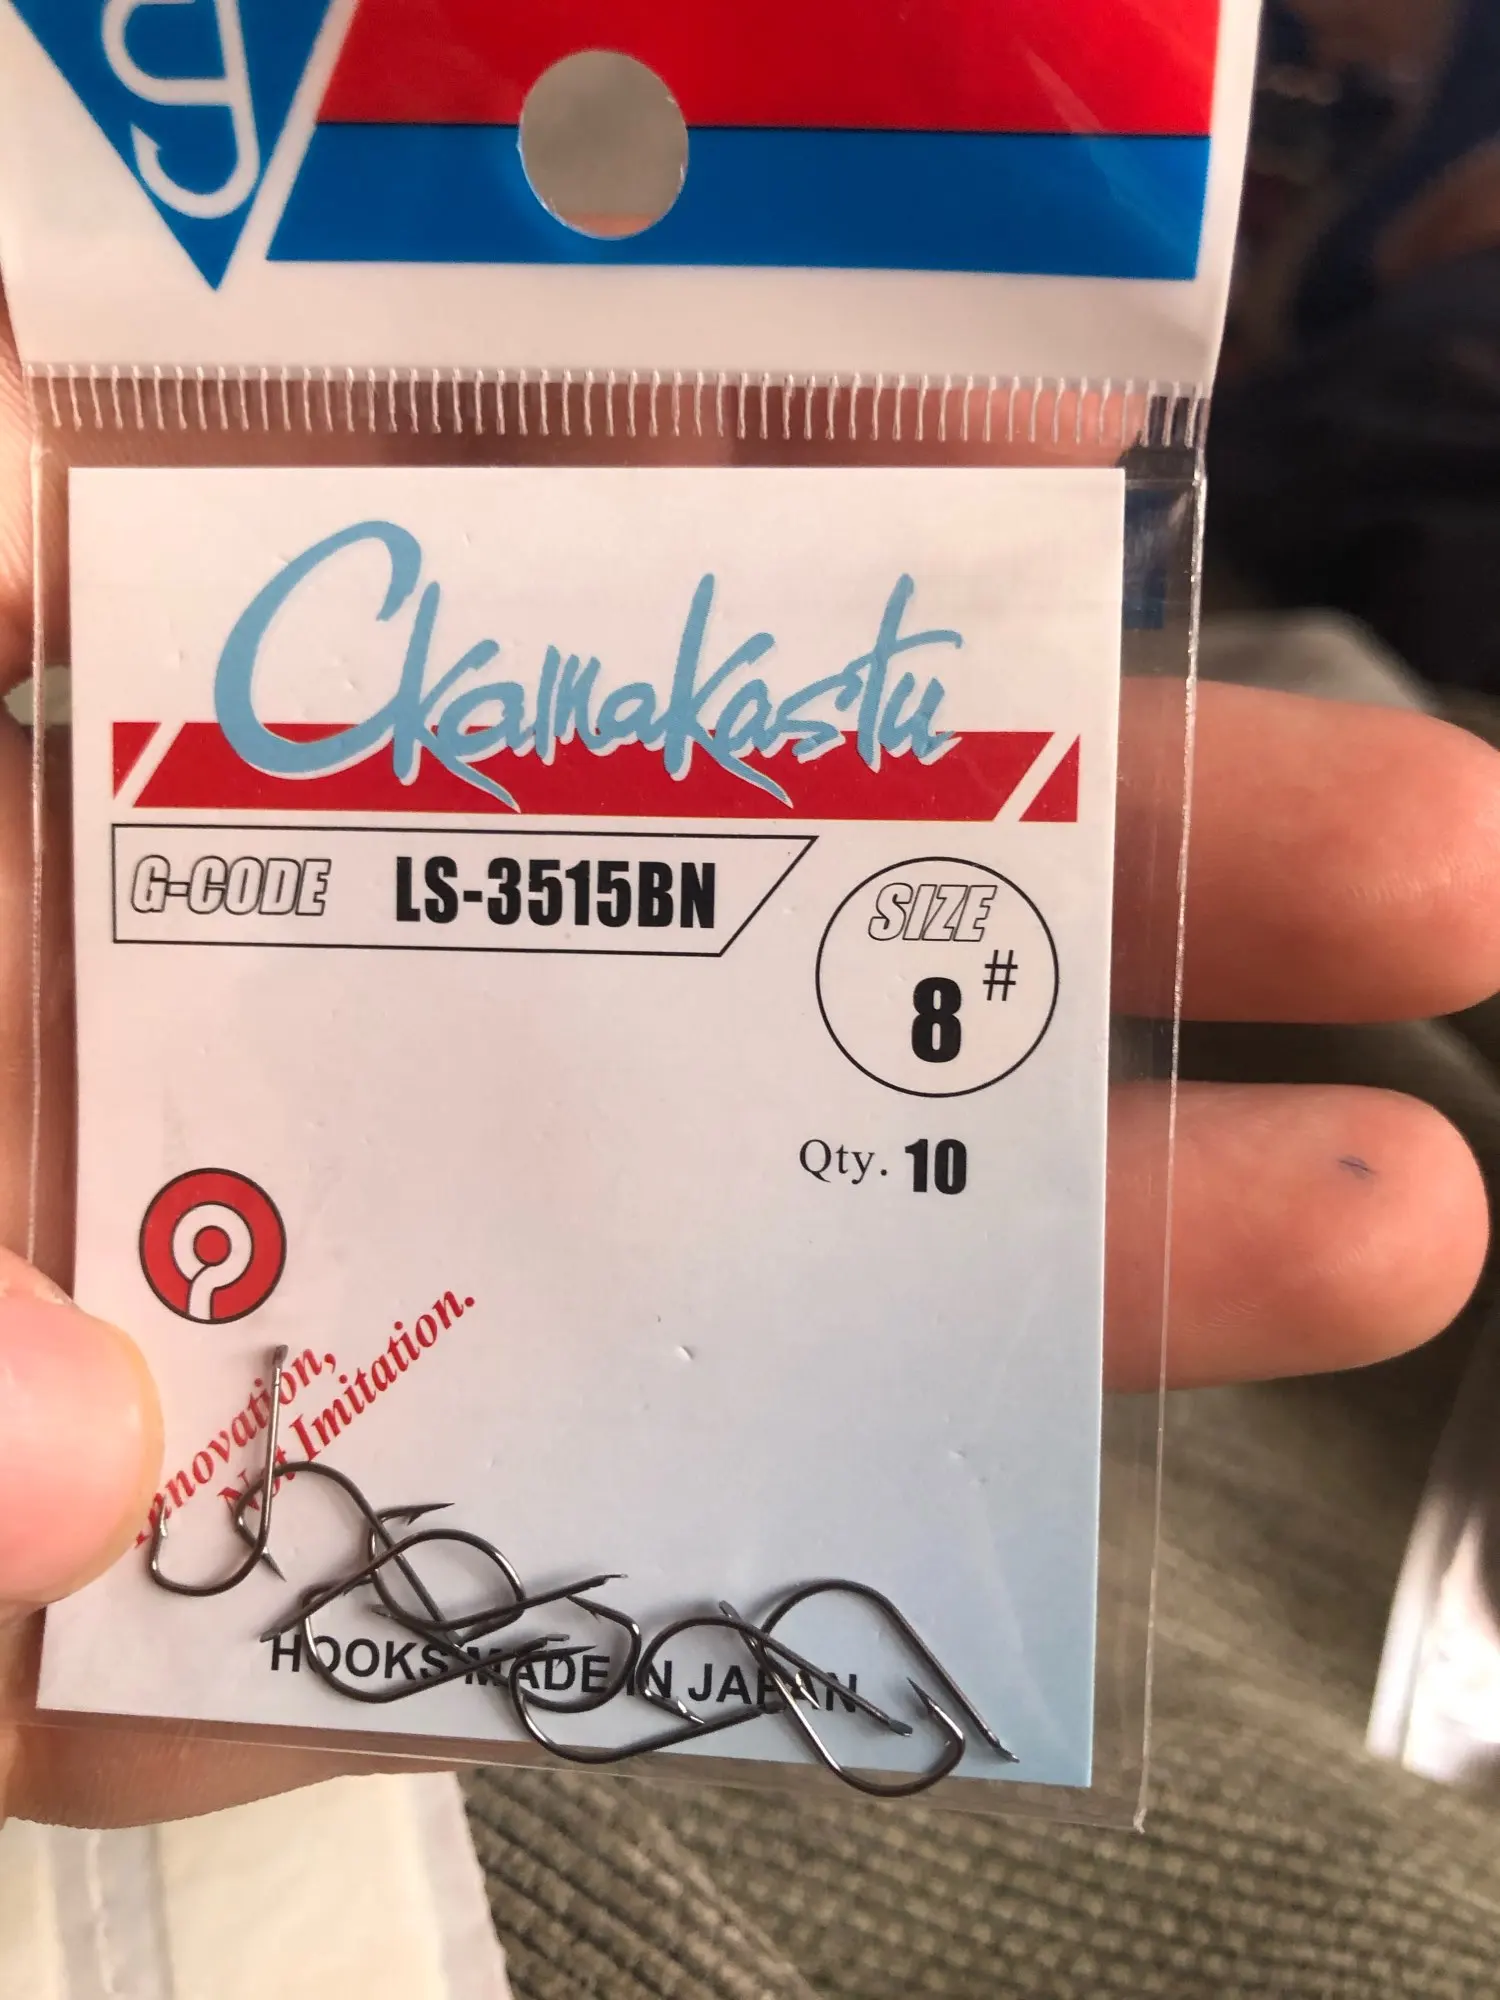 Ckamakastu
G-CODE LS-3515BN
SIZE
8#
Qty. 10
Innovation,
Not Imitation.
HOOKS MADE IN JAPAN